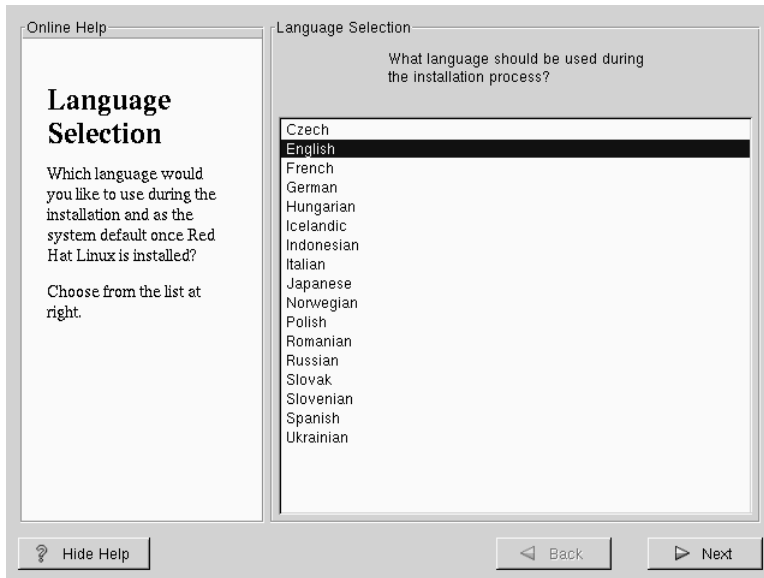 Online Help
Language
Selection
Which language would
you like to use during the
installation and as the
system default once Red
Hat Linux is installed?
Choose from the list at
right.
Language Selection
What language should be used during
the installation process?
Czech
English
French
German
Hungarian
Icelandic
Indonesian
Italian
Japanese
Norwegian
Polish
Romanian
Russian
Slovak
Slovenian
Spanish
Ukrainian
Hide Help
Back
Next